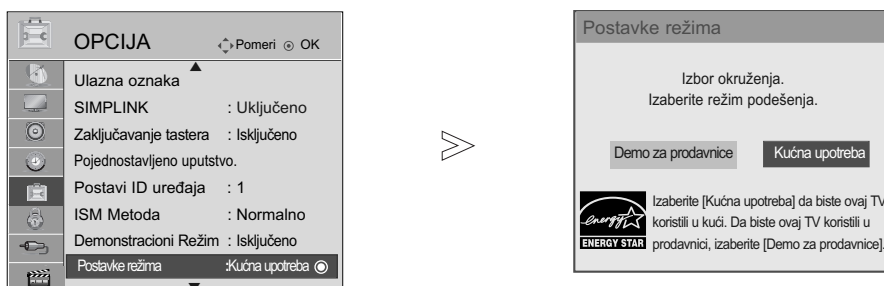 OPCIJA
Pomeri
OK
Ulazna oznaka
SIMPLINK : Uključeno
Zaključavanje tastera : Isključeno
Pojednostavljeno uputstvo.
Postavi ID uređaja : 1
ISM Metoda : Normalno
Demonstracioni Režim : Isključeno
Postavke režima :Kućna upotreba
Postavke režima
Izbor okruženja.
Izaberite režim podešenja.
Demo za prodavnice
Kućna upotreba
energy
ENERGY STAR
Izaberite [Kućna upotreba] da biste ovaj TV
koristili u kući. Da biste ovaj TV koristili u
prodavnici, izaberite [Demo za prodavnice].